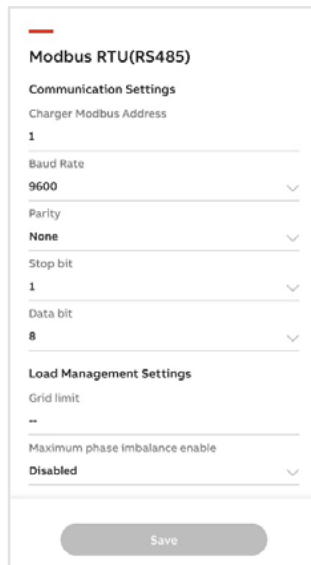 Modbus RTU(RS485)
Communication Settings
Charger Modbus Address
1
Baud Rate
9600
Parity
None
Stop bit
1
Data bit
8
Load Management Settings
Grid limit
--
Maximum phase imbalance enable
Disabled
Save